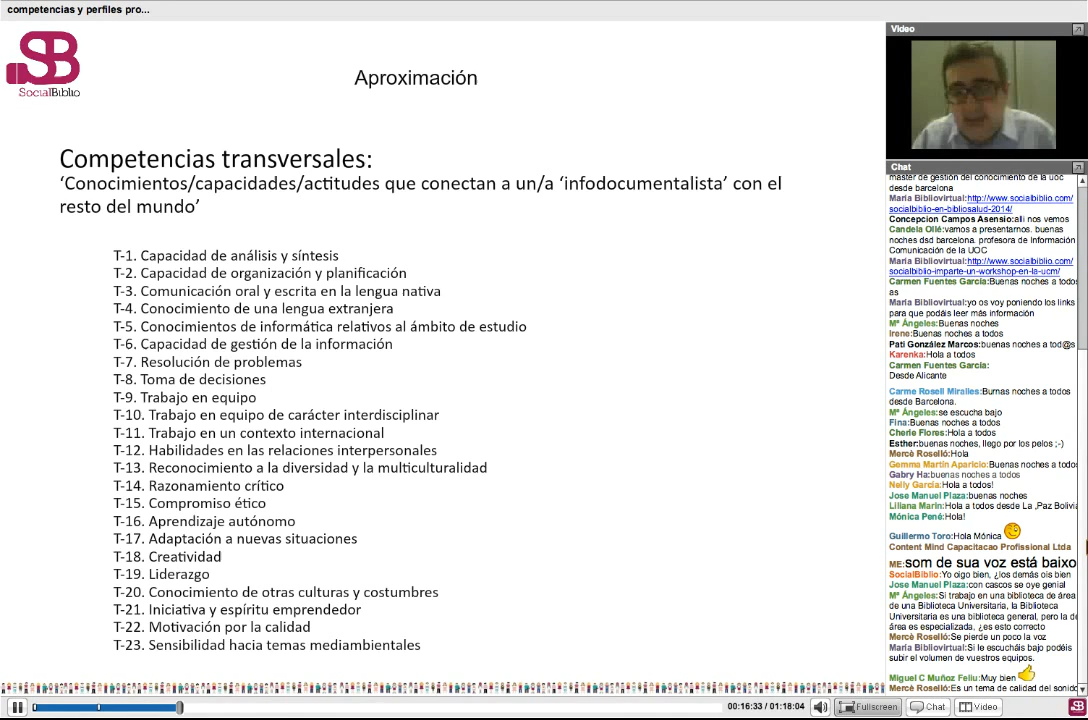 competencias y perfiles pro...
SB
SocialBiblio
Aproximación
Competencias transversales:
‘Conocimientos/capacidades/actitudes que conectan a un/a ‘infodocumentalista’ con el
resto del mundo’
T-1. Capacidad de análisis y síntesis
T-2. Capacidad de organización y planificación
T-3. Comunicación oral y escrita en la lengua nativa
T-4. Conocimiento de una lengua extranjera
T-5. Conocimientos de informática relativos al ámbito de estudio
T-6. Capacidad de gestión de la información
T-7. Resolución de problemas
T-8. Toma de decisiones
T-9. Trabajo en equipo
T-10. Trabajo en equipo de carácter interdisciplinar
T-11. Trabajo en un contexto internacional
T-12. Habilidades en las relaciones interpersonales
T-13. Reconocimiento a la diversidad y la multiculturalidad
T-14. Razonamiento crítico
T-15. Compromiso ético
T-16. Aprendizaje autónomo
T-17. Adaptación a nuevas situaciones
T-18. Creatividad
T-19. Liderazgo
T-20. Conocimiento de otras culturas y costumbres
T-21. Iniciativa y espíritu emprendedor
T-22. Motivación por la calidad
T-23. Sensibilidad hacia temas mediambientales
Video
Chat
master de gestión del conocimiento de la uoc
desde barcelona
María Bibliovirtual:http://www.socialbiblio.com/
socialbiblio-en-bibliosalud-2014/
Concepcion Campos Asensio:alli nos vemos
Candela Ollé:vamos a presentarnos. buenas
noches dsd barcelona. profesora de Información
Comunicación de la UOC
María Bibliovirtual:http://www.socialbiblio.com/
socialbiblio-imparte-un-workshop-en-la-ucm/
Carmen Fuentes García:Buenas noches a todos
as
María Bibliovirtual:yo os voy poniendo los links
para que podáis leer más información
Mª Ángeles:Buenas noches
Irene:Buenas noches a todos
Pati González Marcos:buenas noches a tod@s
Karenka:Hola a todos
Carmen Fuentes García:
Desde Alicante
Carme Rosell Miralles:Burnas noches a todos
desde Barcelona.
Mª Ángeles:se escucha bajo
Fina:Buenas noches a todos
Cherie Flores:Hola a todos
Esther:buenas noches, llego por los pelos ;-)
Mercè Roselló:Hola
Gemma Martín Aparicio:Buenas noches a todos
Gabry Ha:buenas noches a todos
Nelly García:Hola a todos!
Jose Manuel Plaza:buenas noches
Liliana Marin:Hola a todos desde La ,Paz Bolivia
Mónica Pené:Hola!
Guillermo Toro:Hola Mónica
Content Mind Capacitacao Profissional Ltda
ME:som de sua voz está baixo
SocialBiblio:Yo oigo bien, ¿los demás ois bien
Jose Manuel Plaza:con cascos se oye genial
Mª Ángeles:Si trabajo en una biblioteca de área
de una Biblioteca Universitaria, la Biblioteca
Universitaria es una biblioteca general, pero la de
área es especializada, ¿es esto correcto
Mercè Roselló:Se pierde un poco la voz
María Bibliovirtual:Si le escucháis bajo podéis
subir el volumen de vuestros equipos.
Miguel C Muñoz Feliu:Muy bien
Mercè Roselló:Es un tema de calidad del sonido
00:16:33 / 01:18:04
Fullscreen
Chat
Video
SB